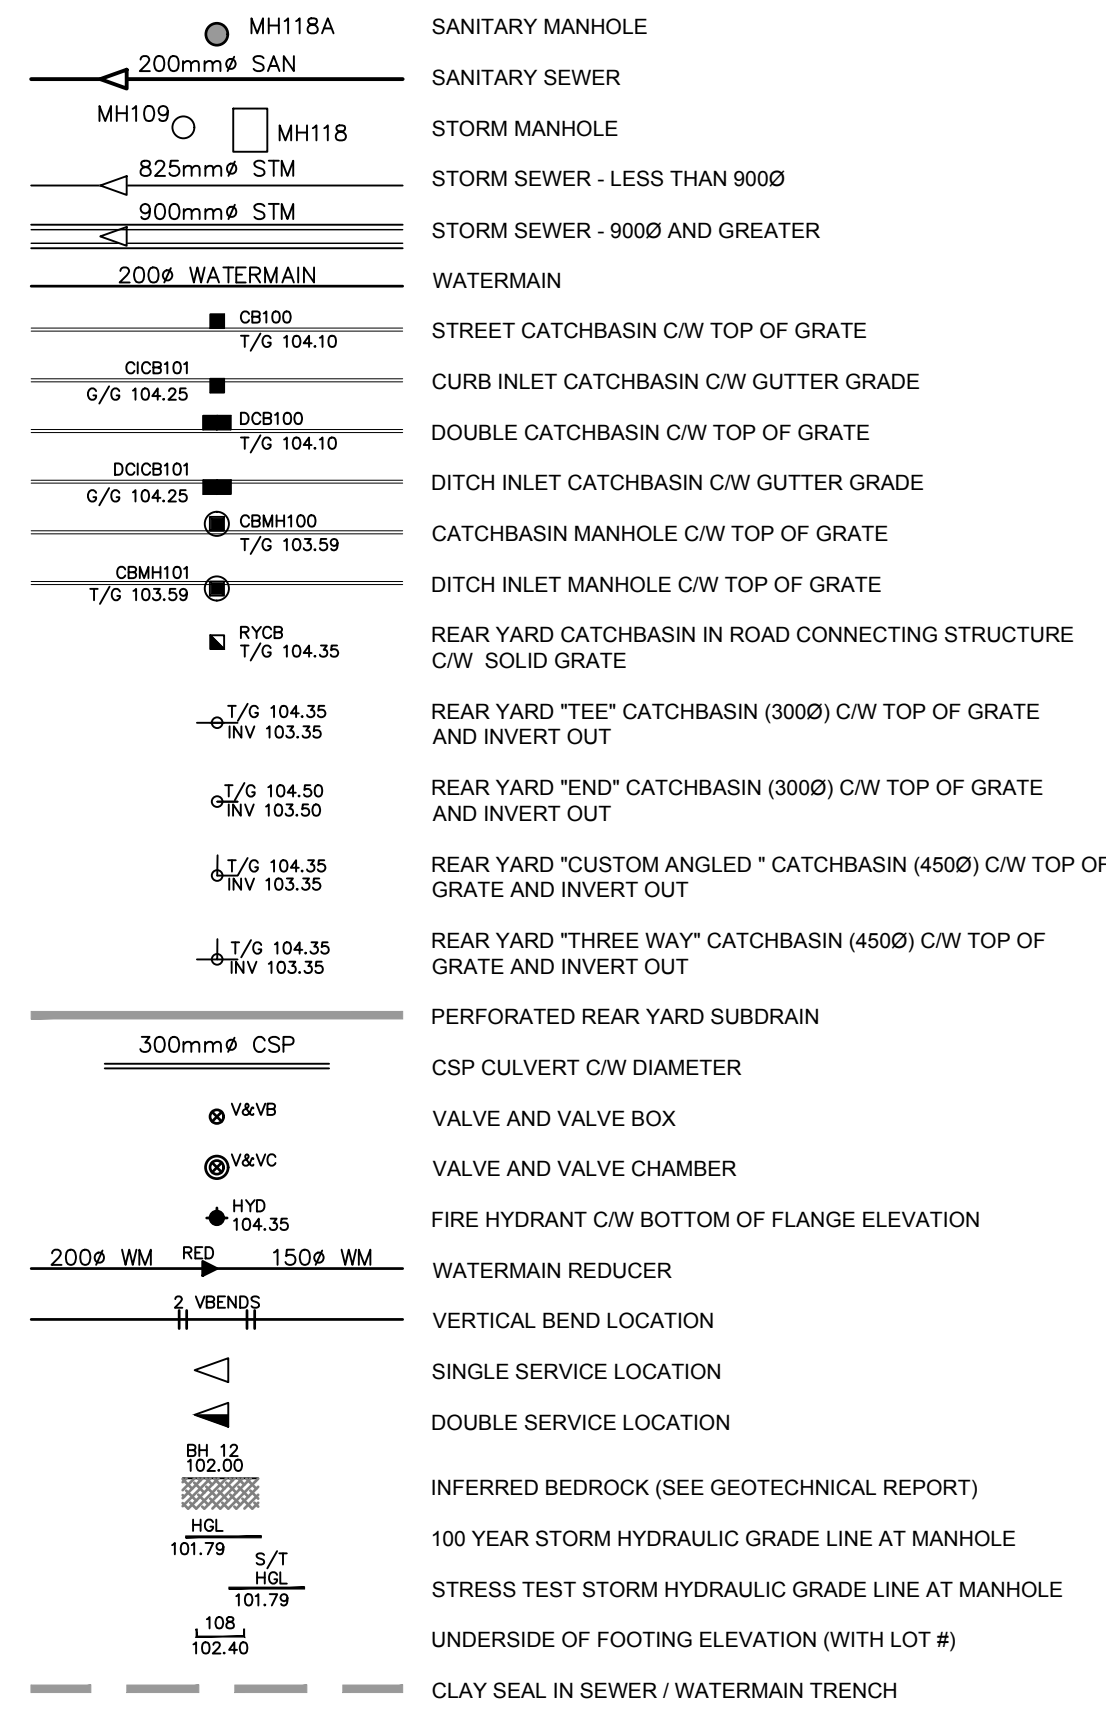 MH118A SANITARY MANHOLE
200mmø SAN SANITARY SEWER
MH109 MH118 STORM MANHOLE
825mmø STM STORM SEWER - LESS THAN 900Ø
900mmø STM STORM SEWER - 900Ø AND GREATER
200ø WATERMAIN WATERMAIN
CB100
T/G 104.10
STREET CATCHBASIN C/W TOP OF GRATE
CICB101
G/G 104.25
CURB INLET CATCHBASIN C/W GUTTER GRADE
DCB100
T/G 104.10
DOUBLE CATCHBASIN C/W TOP OF GRATE
DCICB101
G/G 104.25
DITCH INLET CATCHBASIN C/W GUTTER GRADE
CBMH100
T/G 103.59
CATCHBASIN MANHOLE C/W TOP OF GRATE
CBMH101
T/G 103.59
DITCH INLET MANHOLE C/W TOP OF GRATE
RYCB
T/G 104.35
REAR YARD CATCHBASIN IN ROAD CONNECTING STRUCTURE
C/W SOLID GRATE
T/G 104.35
INV 103.35
REAR YARD "TEE" CATCHBASIN (300Ø) C/W TOP OF GRATE
AND INVERT OUT
T/G 104.50
INV 103.50
REAR YARD "END" CATCHBASIN (300Ø) C/W TOP OF GRATE
AND INVERT OUT
T/G 104.35
INV 103.35
REAR YARD "CUSTOM ANGLED " CATCHBASIN (450Ø) C/W TOP OF
GRATE AND INVERT OUT
T/G 104.35
INV 103.35
REAR YARD "THREE WAY" CATCHBASIN (450Ø) C/W TOP OF
GRATE AND INVERT OUT
PERFORATED REAR YARD SUBDRAIN
300mmø CSP CSP CULVERT C/W DIAMETER
V&VB VALVE AND VALVE BOX
V&VC VALVE AND VALVE CHAMBER
HYD
104.35
FIRE HYDRANT C/W BOTTOM OF FLANGE ELEVATION
200ø WM RED 150ø WM WATERMAIN REDUCER
2 VBENDS VERTICAL BEND LOCATION
SINGLE SERVICE LOCATION
DOUBLE SERVICE LOCATION
BH 12
102.00
INFERRED BEDROCK (SEE GEOTECHNICAL REPORT)
HGL
101.79
100 YEAR STORM HYDRAULIC GRADE LINE AT MANHOLE
S/T
HGL
101.79
STRESS TEST STORM HYDRAULIC GRADE LINE AT MANHOLE
108
102.40
UNDERSIDE OF FOOTING ELEVATION (WITH LOT #)
CLAY SEAL IN SEWER / WATERMAIN TRENCH